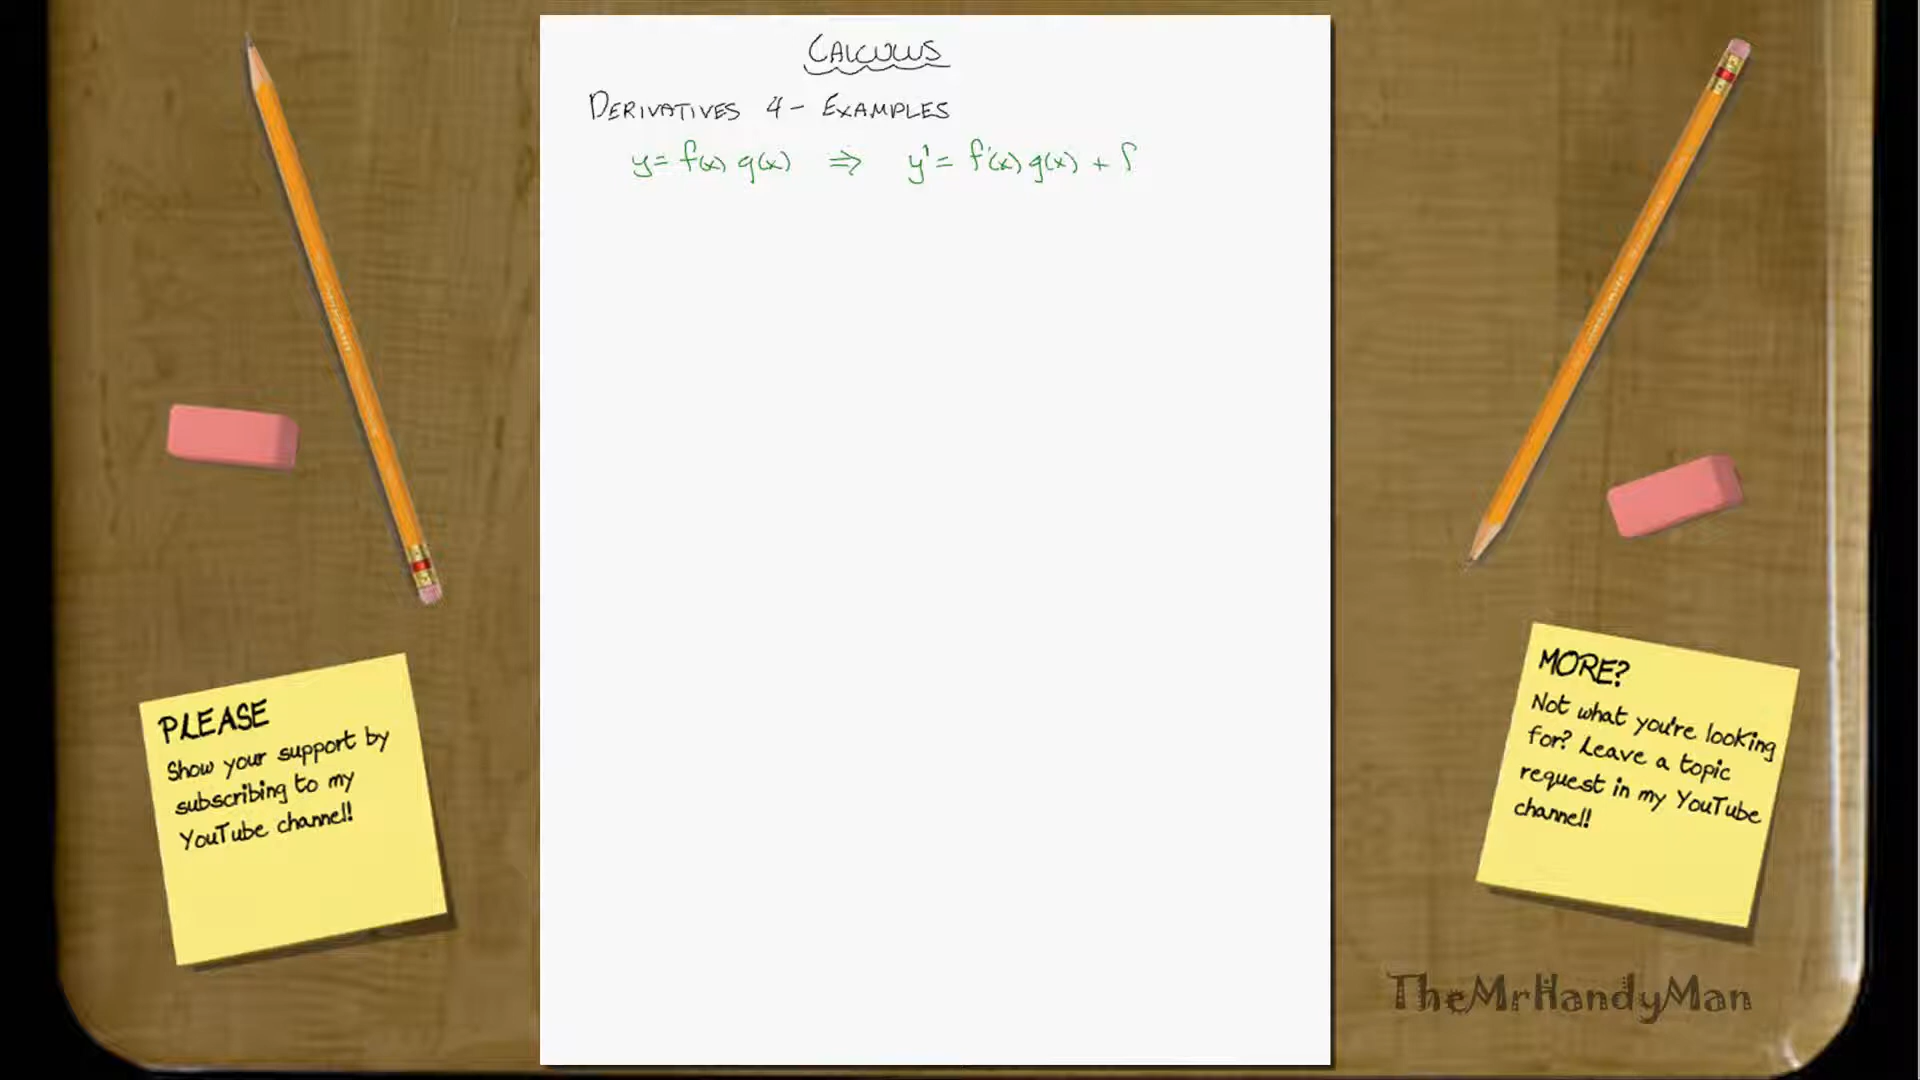 CALCULUS
DERIVATIVES 4 - EXAMPLES
y = f(x) g(x) ⇒ y' = f'(x) g(x) + f
PLEASE
Show your support by
subscribing to my
YouTube channel!
MORE?
Not what you're looking
for? Leave a topic
request in my YouTube
channel!
TheMrHandyMan